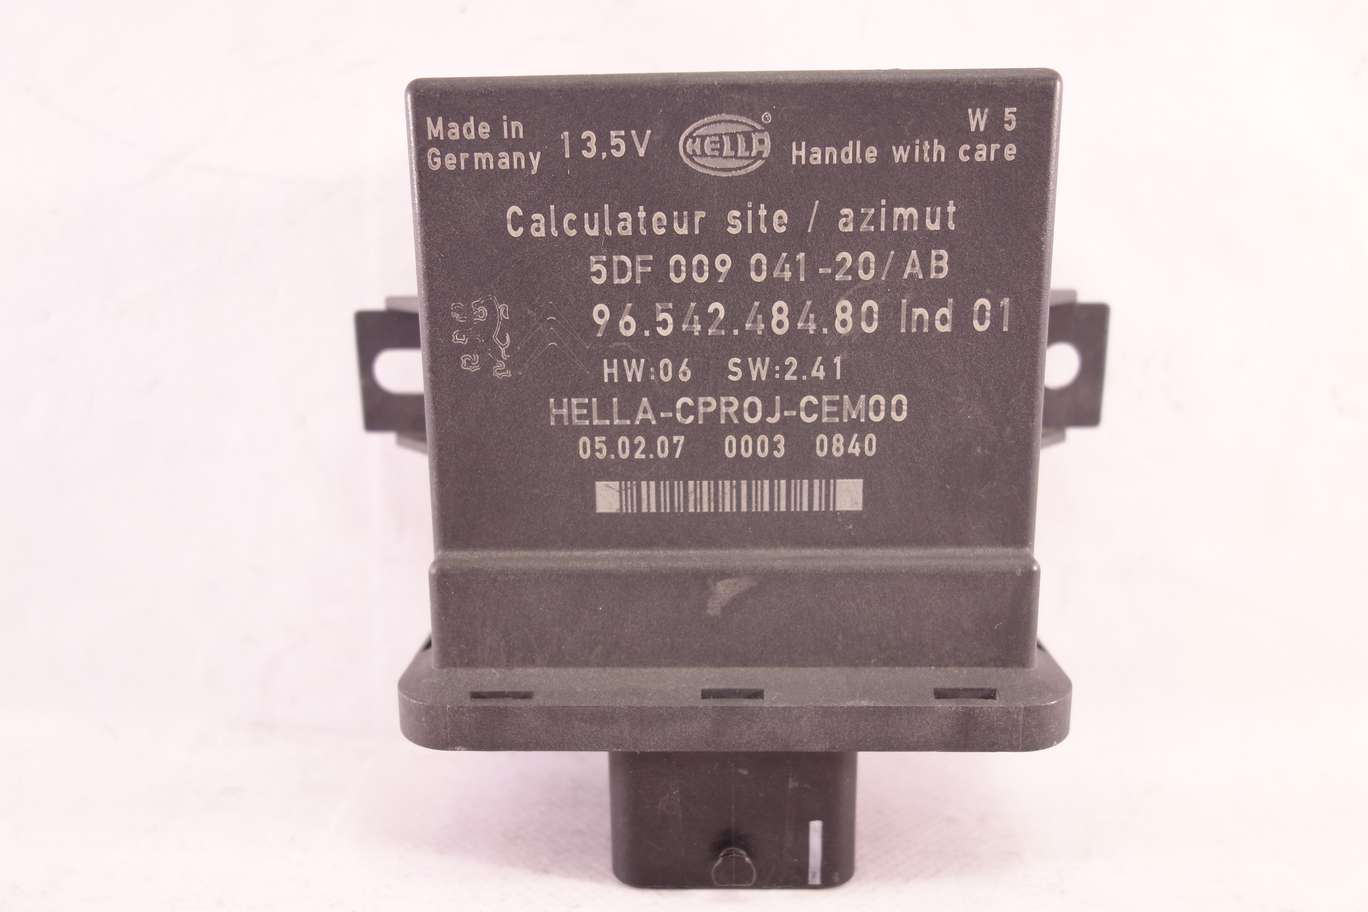 Made in
Germany
13,5V
HELLA®
W 5
Handle with care
Calculateur site / azimut
5DF 009 041-20/AB
96.542.484.80 Ind 01
HW:06 SW:2.41
HELLA-CPROJ-CEM00
05.02.07 0003 0840